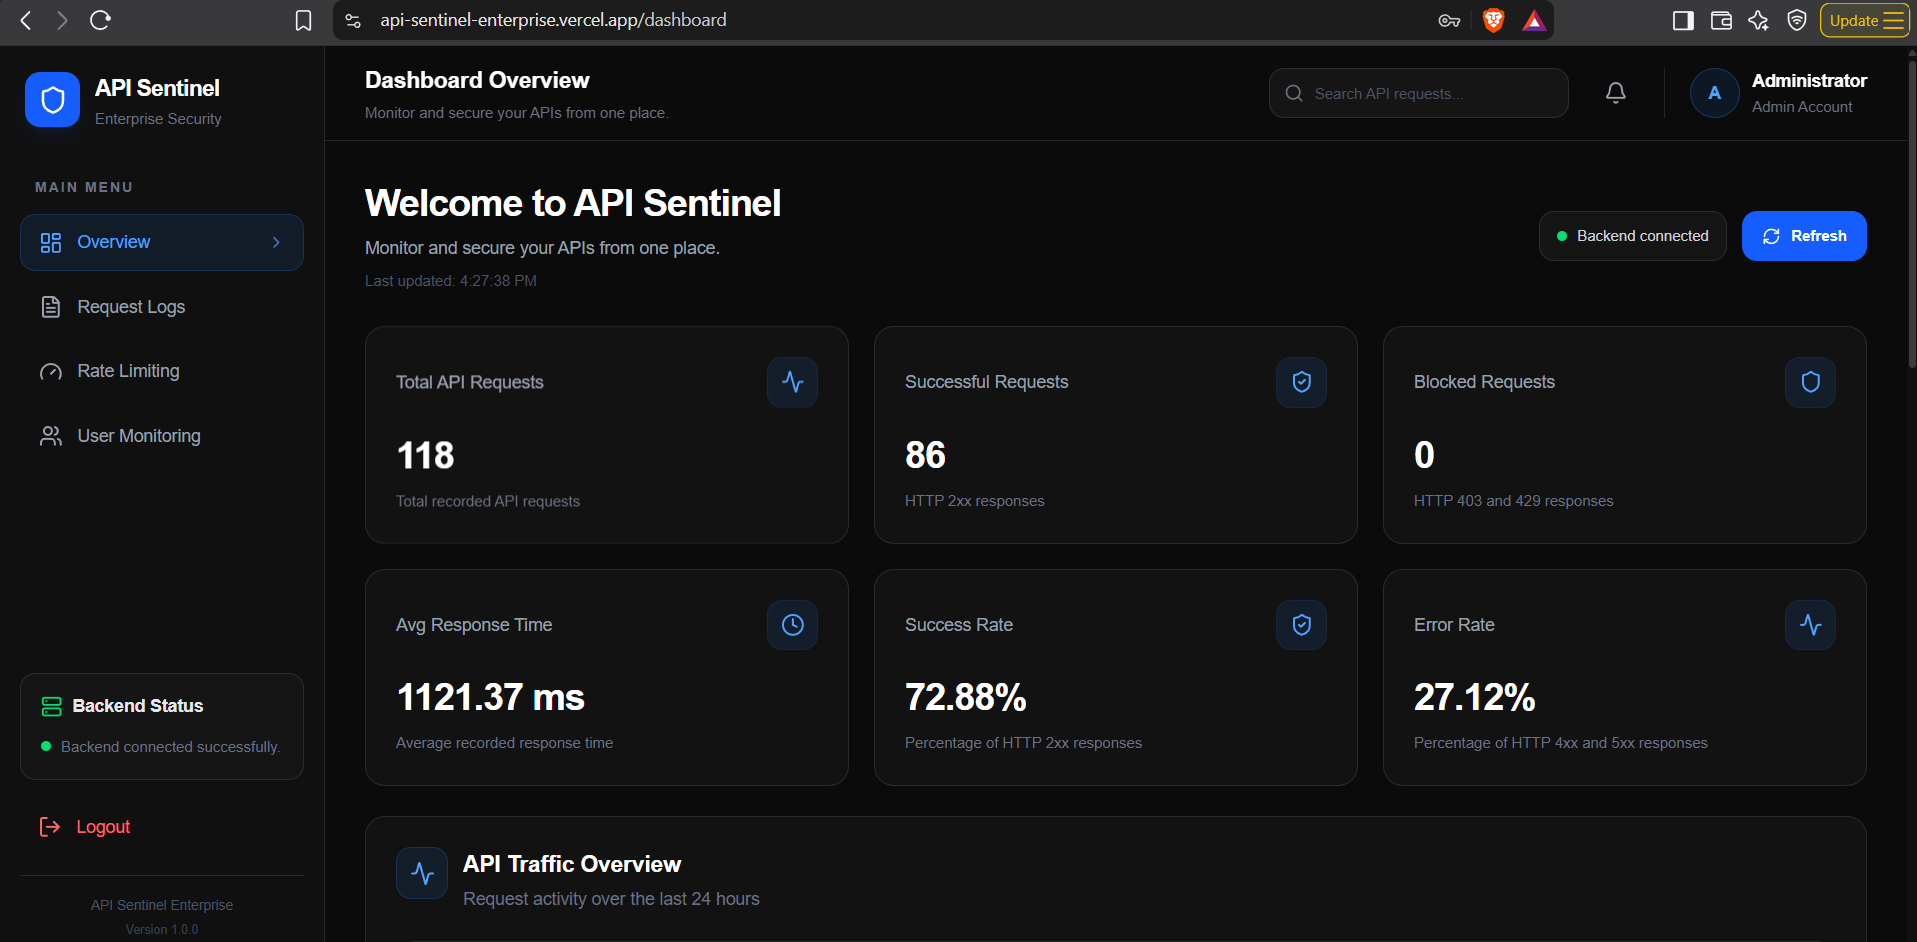 api-sentinel-enterprise.vercel.app/dashboard
Update
API Sentinel
Enterprise Security
MAIN MENU
Overview
Request Logs
Rate Limiting
User Monitoring
Backend Status
Backend connected successfully.
Logout
API Sentinel Enterprise
Version 1.0.0
Dashboard Overview
Monitor and secure your APIs from one place.
Search API requests...
A
Administrator
Admin Account
Welcome to API Sentinel
Monitor and secure your APIs from one place.
Last updated: 4:27:38 PM
Backend connected
Refresh
Total API Requests
118
Total recorded API requests
Successful Requests
86
HTTP 2xx responses
Blocked Requests
0
HTTP 403 and 429 responses
Avg Response Time
1121.37 ms
Average recorded response time
Success Rate
72.88%
Percentage of HTTP 2xx responses
Error Rate
27.12%
Percentage of HTTP 4xx and 5xx responses
API Traffic Overview
Request activity over the last 24 hours